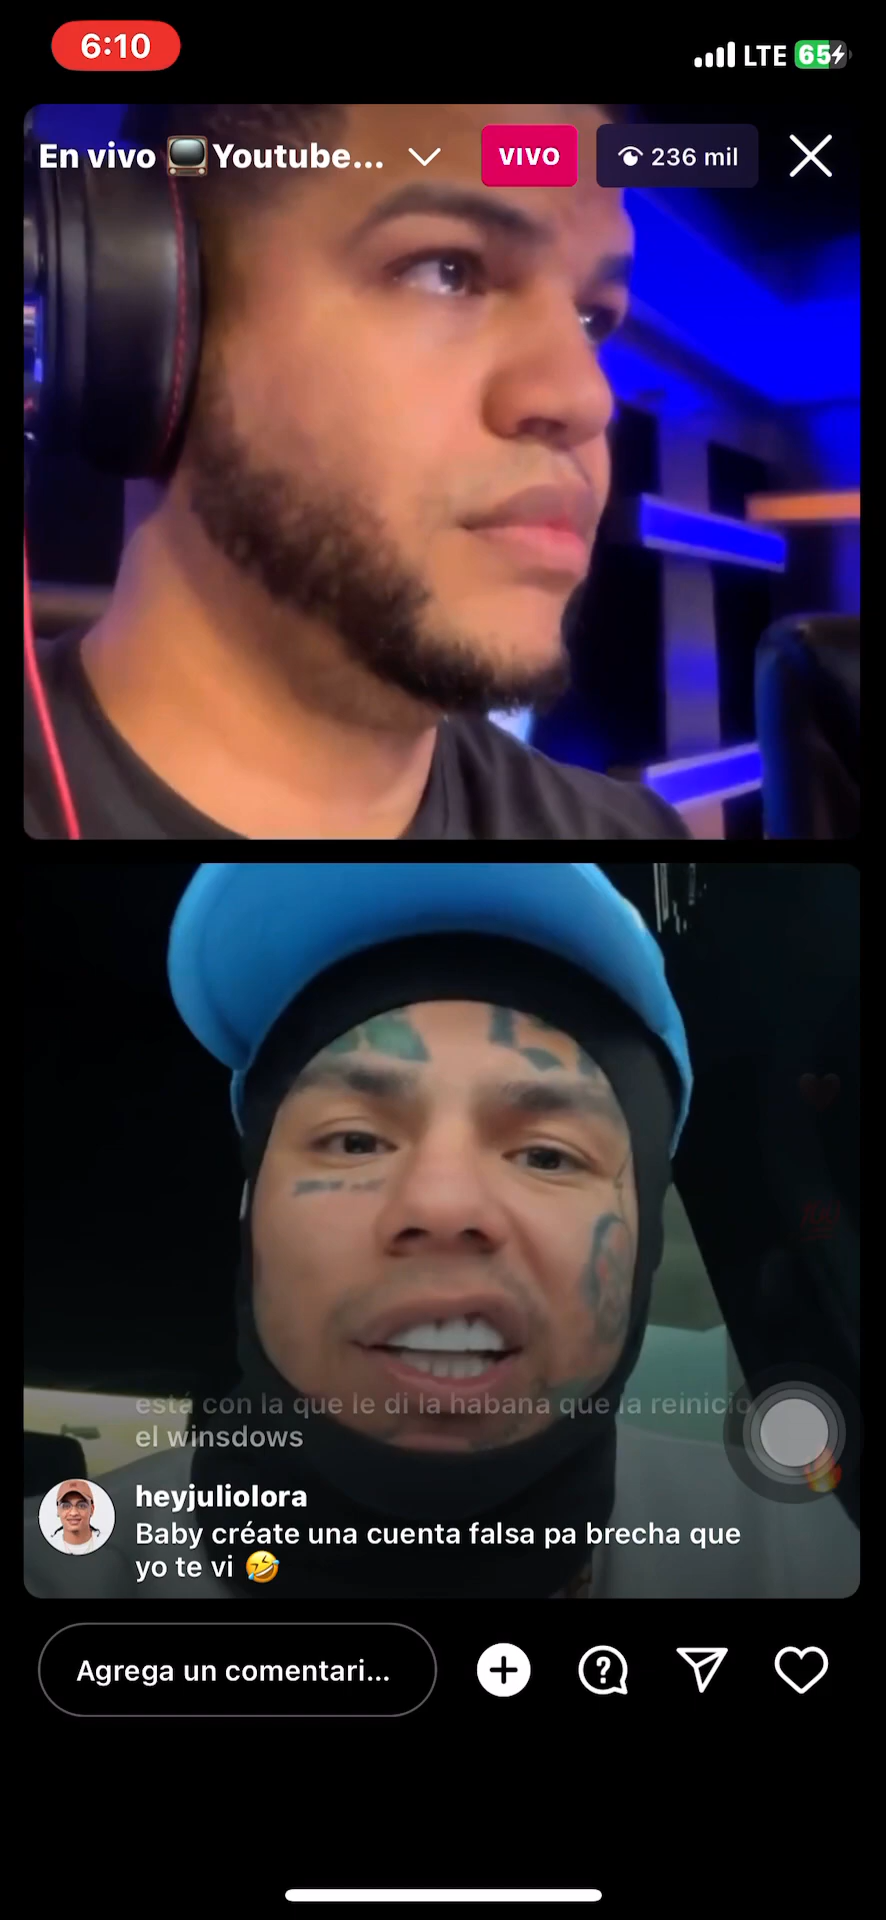 6:10
LTE 65
En vivo 📺Youtube...
VIVO
236 mil
está con la que le di la habana que la reinicio
el winsdows
heyjuliolora
Baby créate una cuenta falsa pa brecha que
yo te vi 🤣
Agrega un comentari...